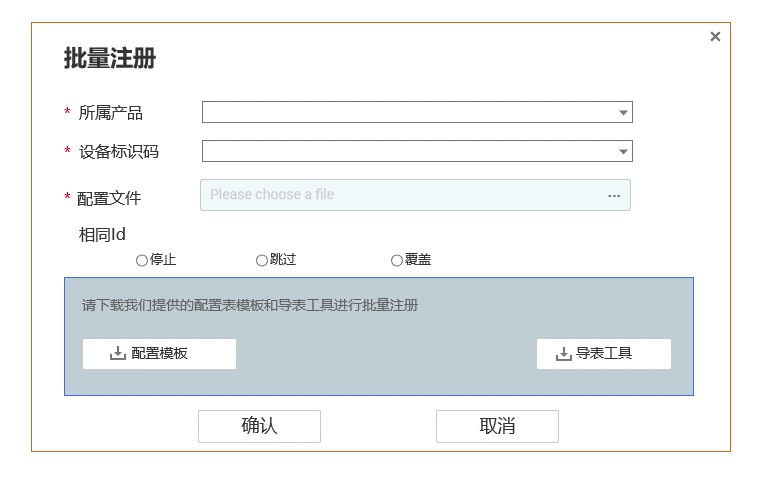 批量注册
* 所属产品
* 设备标识码
* 配置文件 Please choose a file ...
相同Id
停止 跳过 覆盖
请下载我们提供的配置表模板和导表工具进行批量注册
配置模板 导表工具
确认 取消